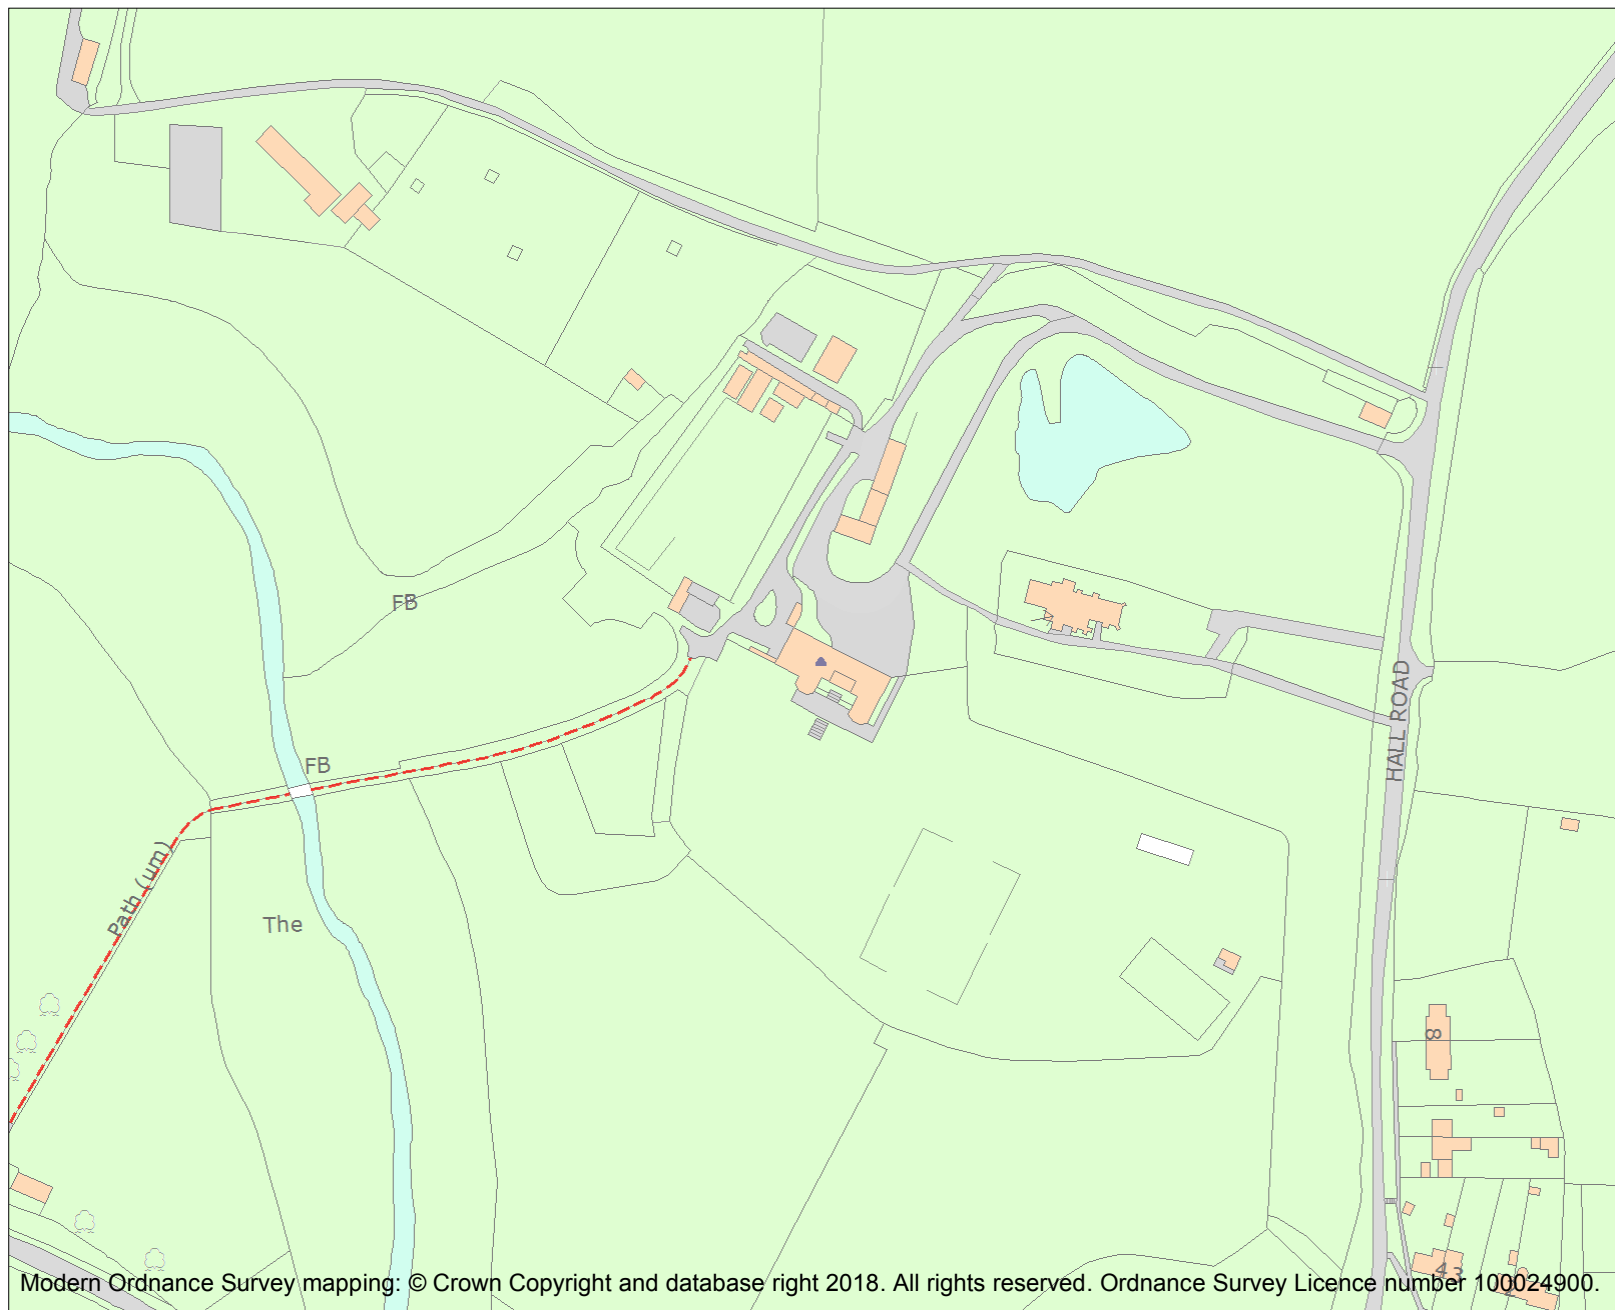 FB
HALL ROAD
FB
Path (um)
The
8
43
Modern Ordnance Survey mapping: © Crown Copyright and database right 2018. All rights reserved. Ordnance Survey Licence number 100024900.